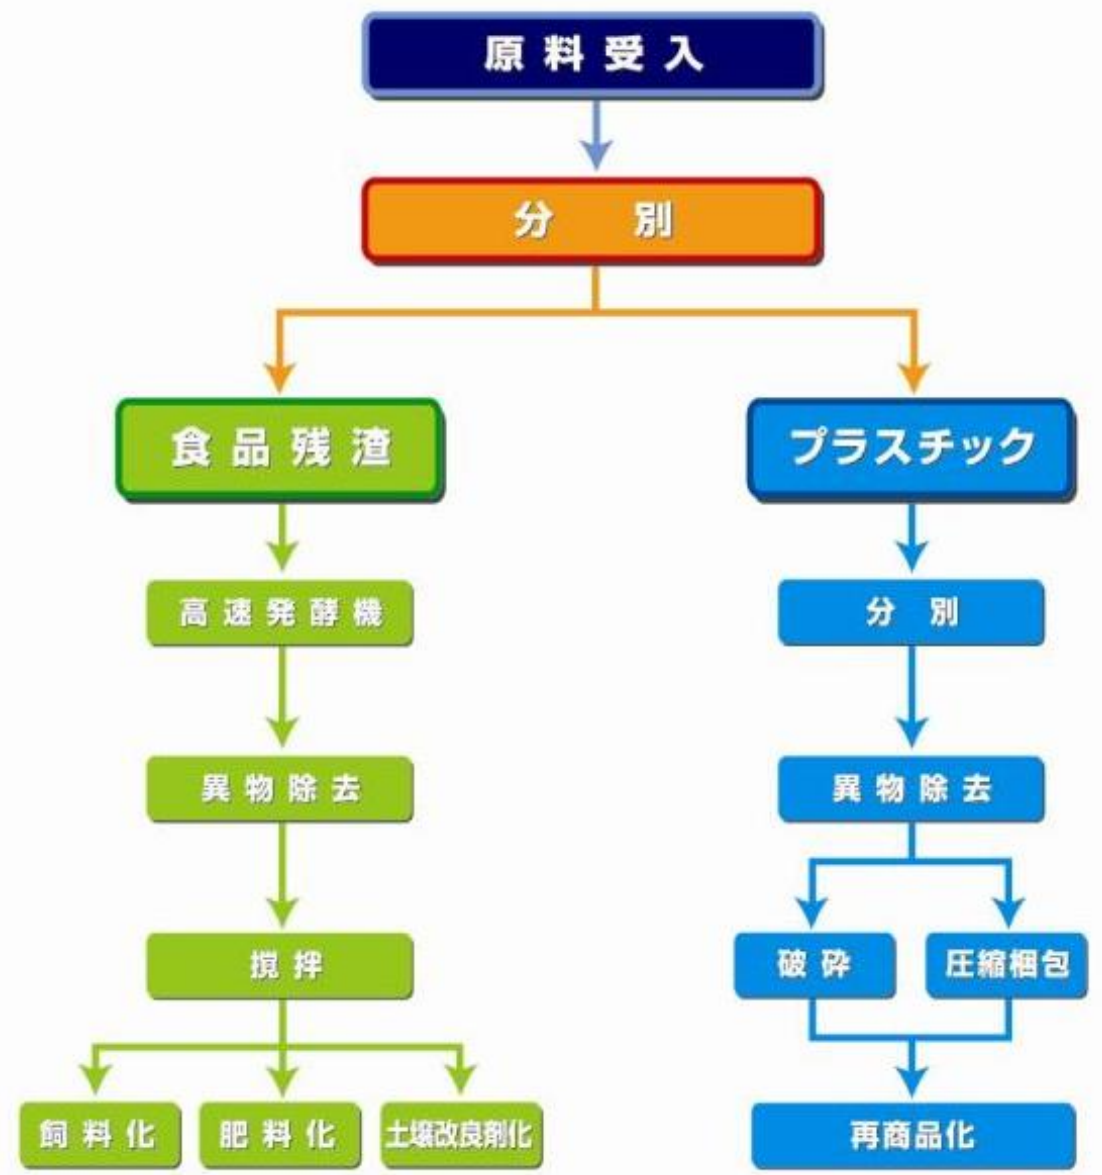 原料受入
分別
食品残渣
プラスチック
高速発酵機
分別
異物除去
異物除去
撹拌
破砕
圧縮梱包
飼料化
肥料化
土壌改良剤化
再商品化